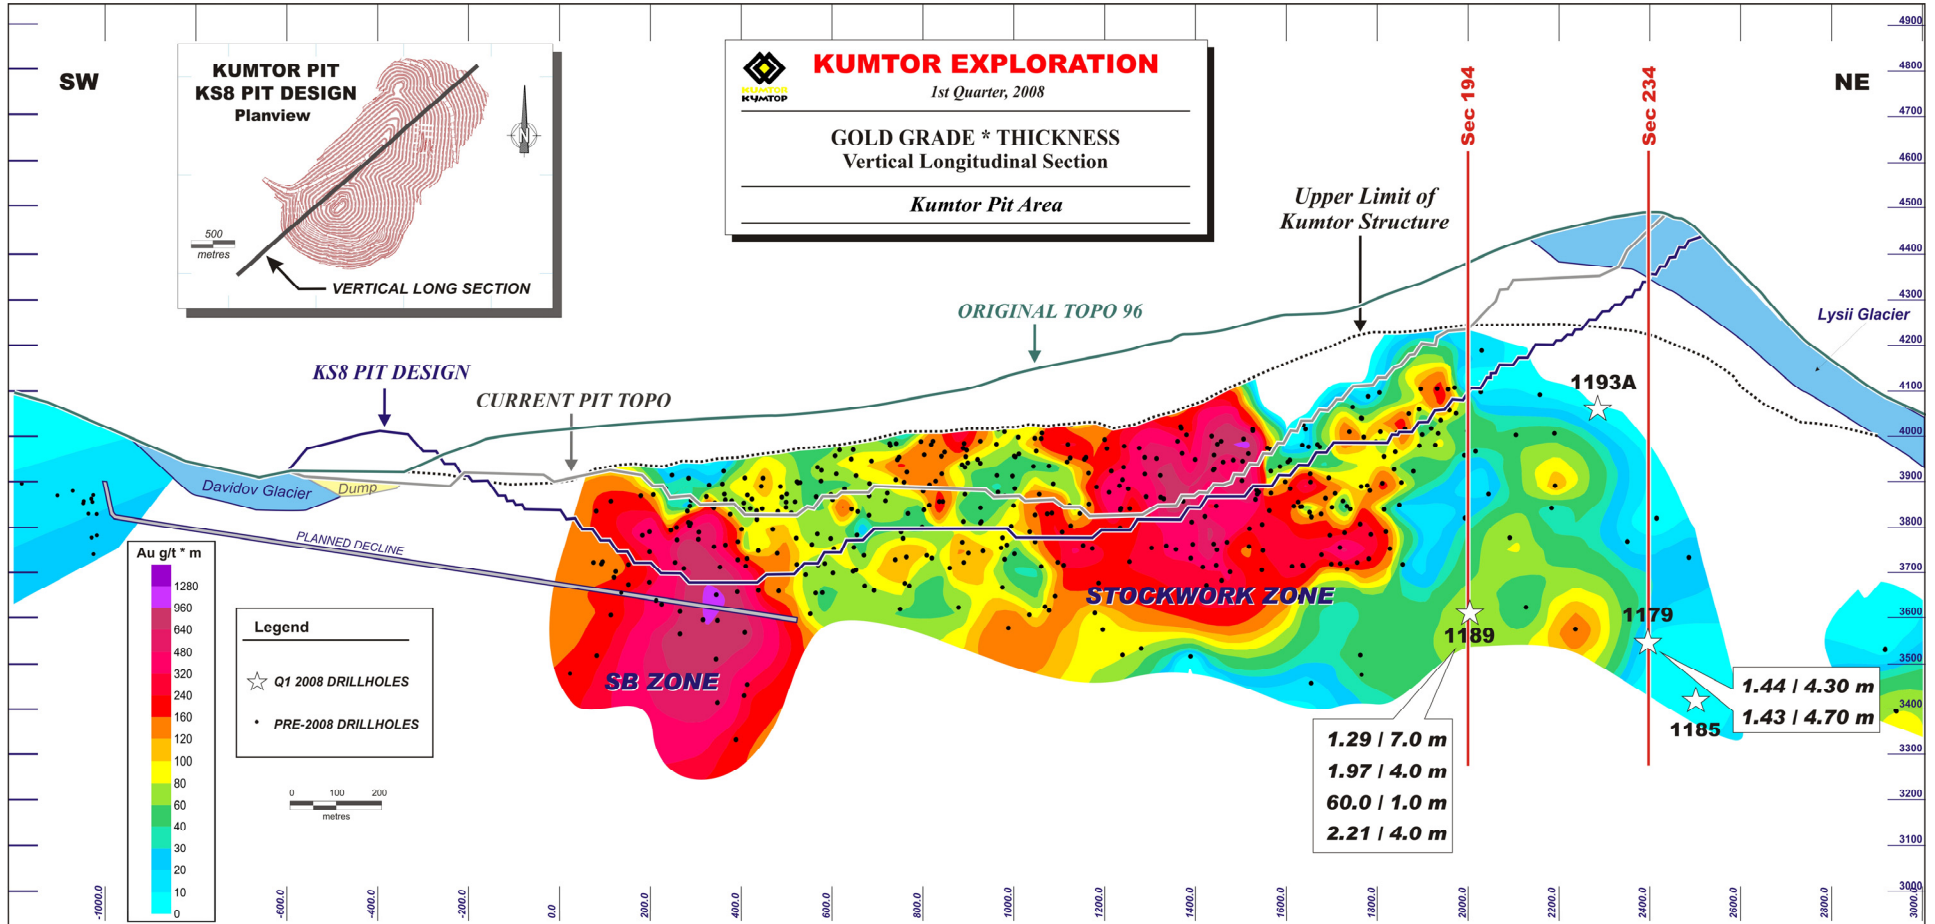 SW
KUMTOR PIT
KS8 PIT DESIGN
Planview
N
500
metres
VERTICAL LONG SECTION
KUMTOR
КУМТОР
KUMTOR EXPLORATION
1st Quarter, 2008
GOLD GRADE * THICKNESS
Vertical Longitudinal Section
Kumtor Pit Area
Sec 194
Sec 234
NE
Upper Limit of
Kumtor Structure
ORIGINAL TOPO 96
KS8 PIT DESIGN
CURRENT PIT TOPO
Lysii Glacier
1193A
Davidov Glacier
Dump
PLANNED DECLINE
STOCKWORK ZONE
SB ZONE
1189
1179
1185
1.44 / 4.30 m
1.43 / 4.70 m
1.29 / 7.0 m
1.97 / 4.0 m
60.0 / 1.0 m
2.21 / 4.0 m
Au g/t * m
1280
960
640
480
320
240
160
120
100
80
60
40
30
20
10
0
Legend
Q1 2008 DRILLHOLES
PRE-2008 DRILLHOLES
0 100 200
metres
4900
4800
4700
4600
4500
4400
4300
4200
4100
4000
3900
3800
3700
3600
3500
3400
3300
3200
3100
3000
-1000.0
-600.0
-400.0
-200.0
0.0
200.0
400.0
600.0
800.0
1000.0
1200.0
1400.0
1600.0
1800.0
2000.0
2200.0
2400.0
2600.0
2800.0
3000.0